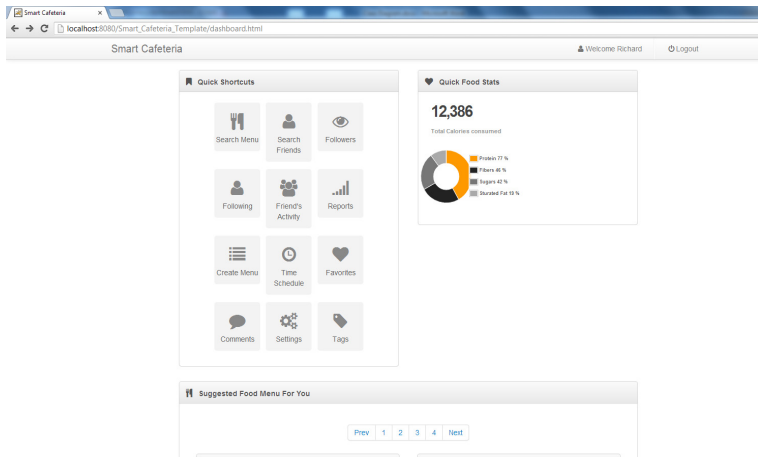 Smart Cafeteria
localhost:8080/Smart_Cafeteria_Template/dashboard.html
Smart Cafeteria
Welcome Richard
Logout
Quick Shortcuts
Search Menu
Search
Friends
Followers
Following
Friend's
Activity
Reports
Create Menu
Time
Schedule
Favorites
Comments
Settings
Tags
Quick Food Stats
12,386
Total Calories consumed
Protein 77 %
Fibers 46 %
Sugars 42 %
Sturated Fat 19 %
Suggested Food Menu For You
Prev 1 2 3 4 Next